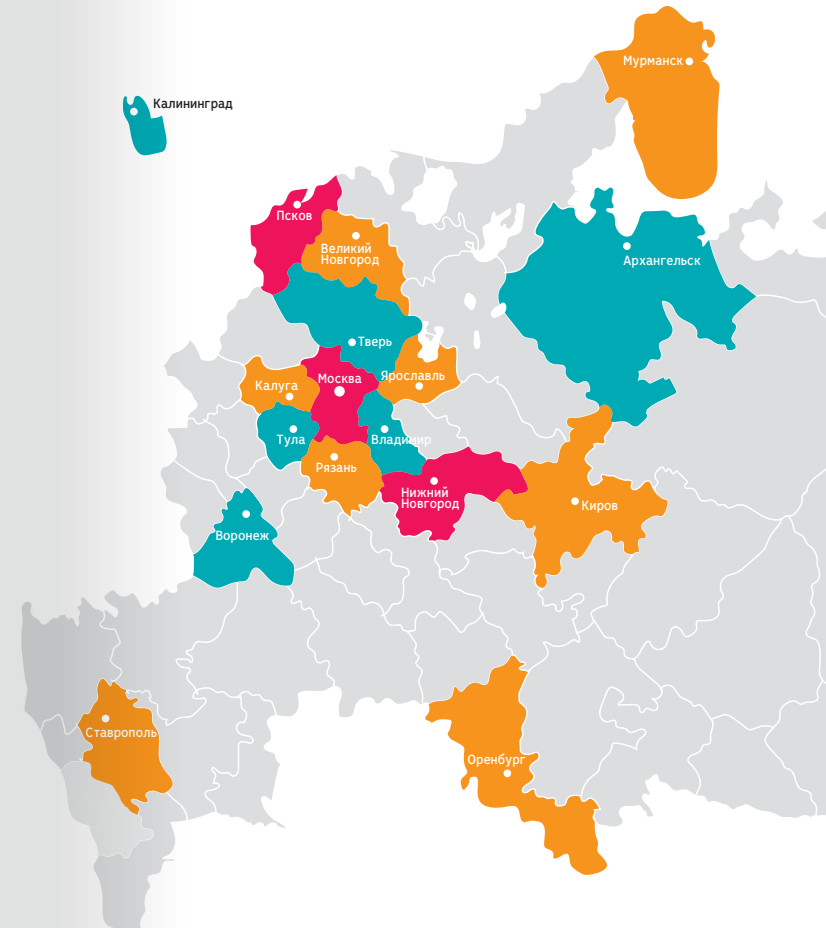 Мурманск
Калининград
Псков
Великий
Новгород
Архангельск
Тверь
Москва
Ярославль
Калуга
Тула
Владимир
Рязань
Нижний
Новгород
Киров
Воронеж
Ставрополь
Оренбург